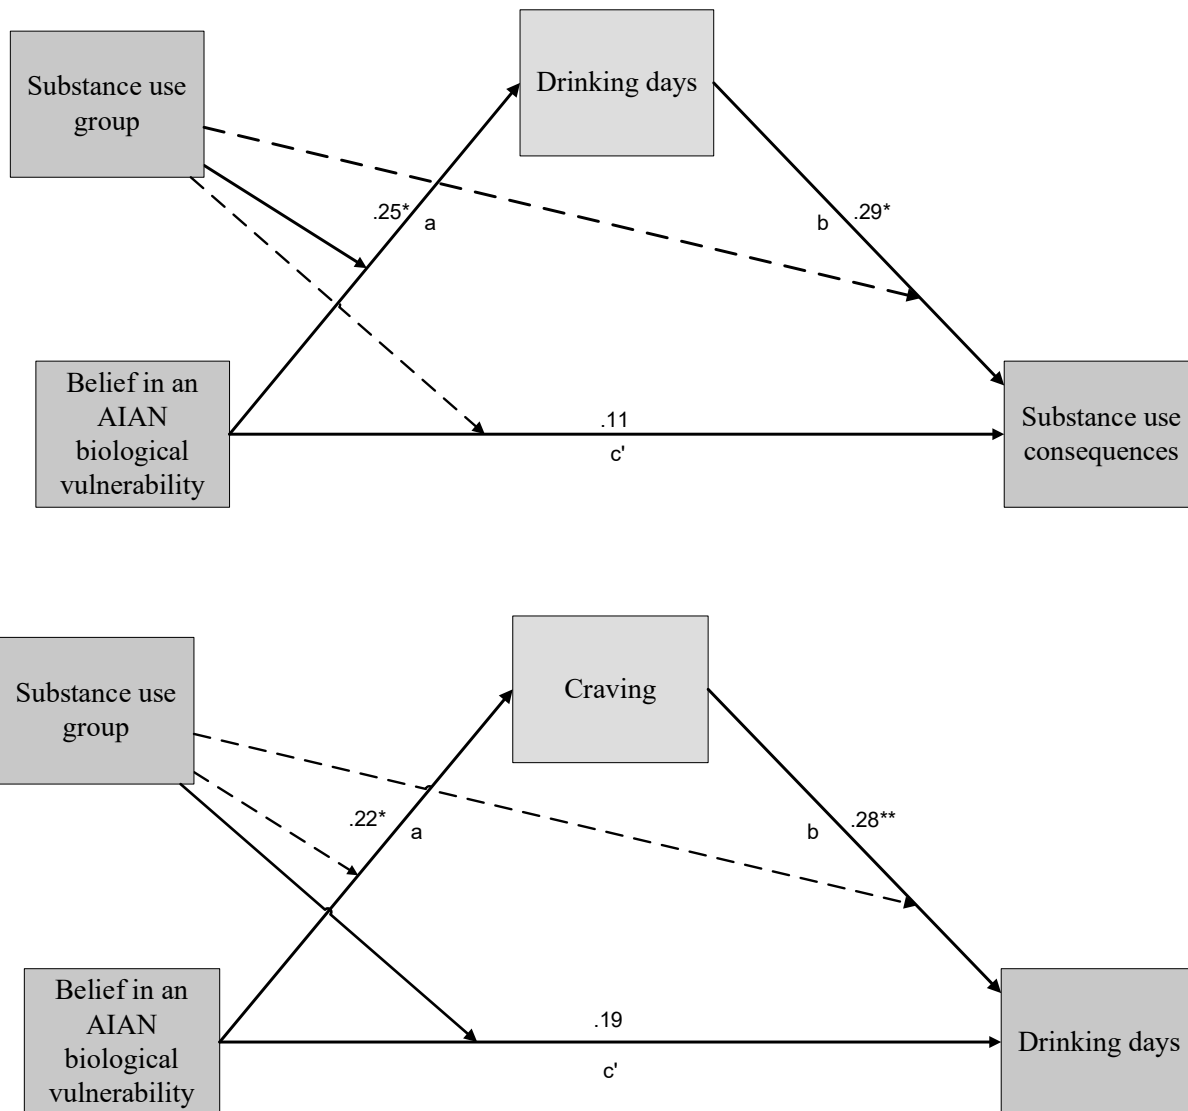 Substance use
group
Drinking days
.25*
a
b
.29*
Belief in an
AIAN
biological
vulnerability
.11
c'
Substance use
consequences
Substance use
group
Craving
.22*
a
b
.28**
Belief in an
AIAN
biological
vulnerability
.19
c'
Drinking days